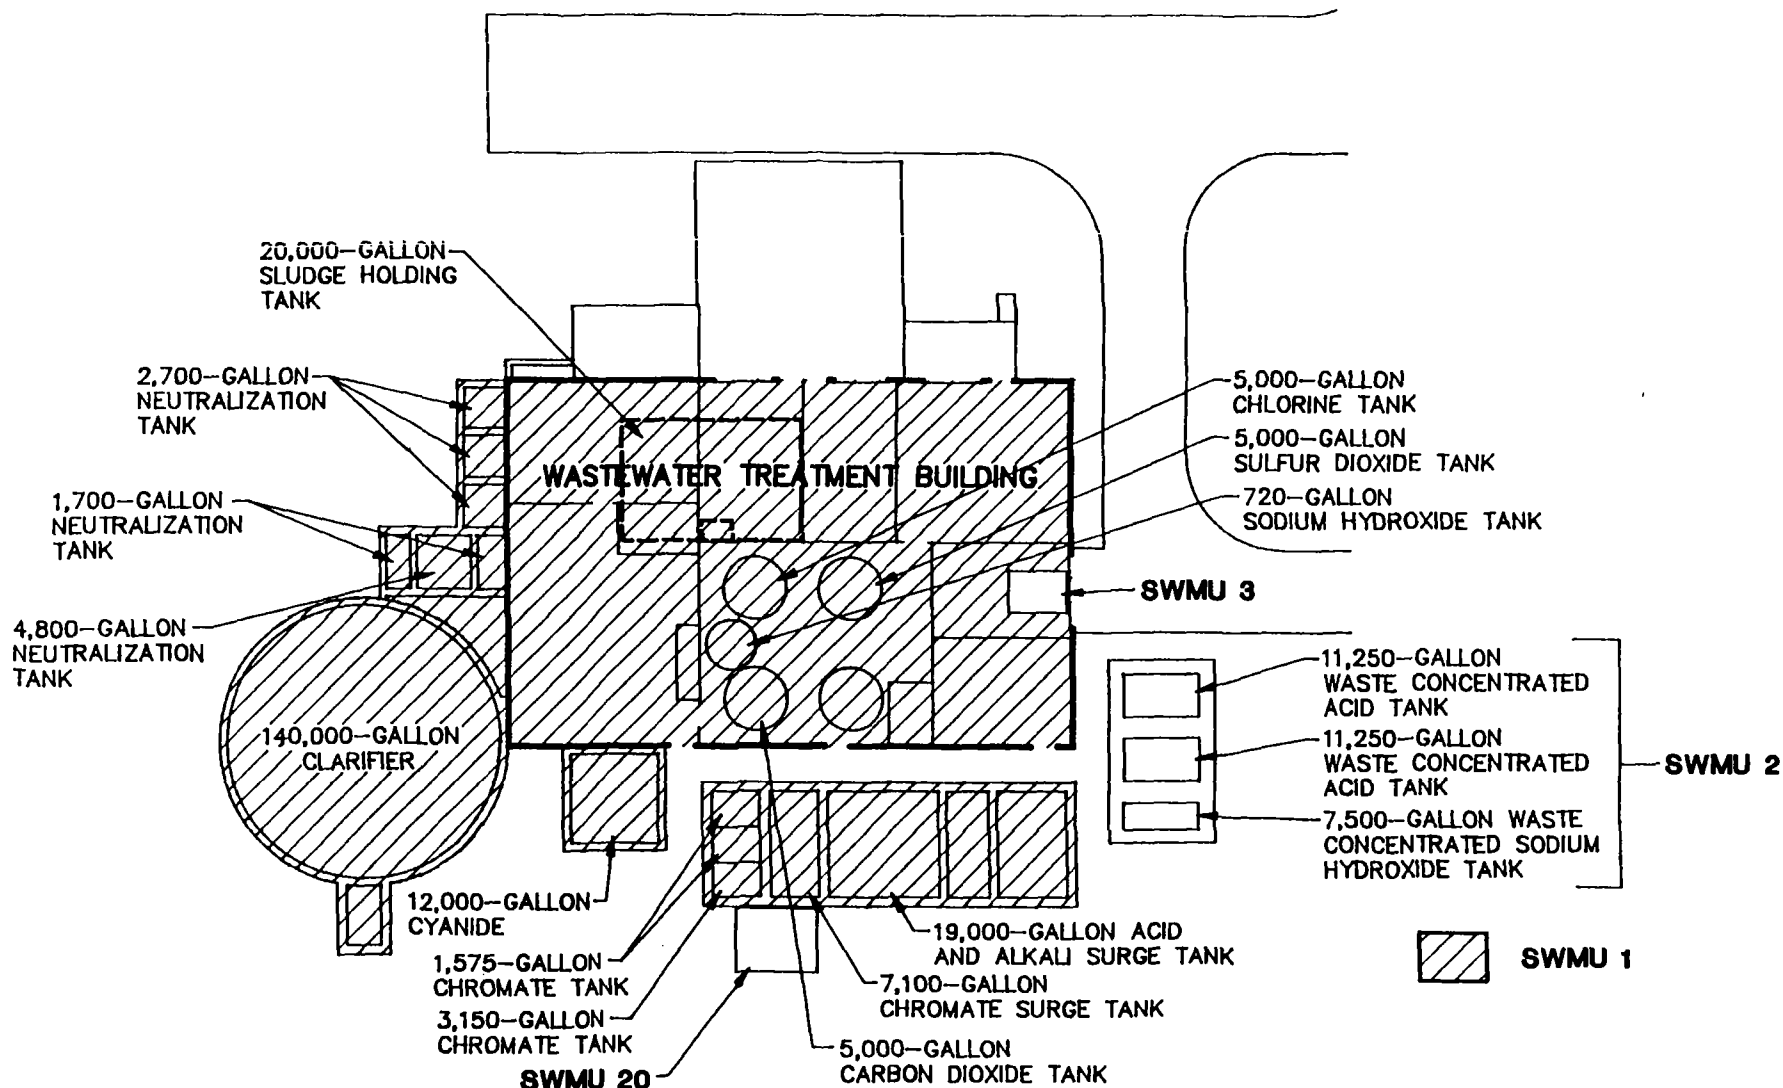 20,000-GALLON
SLUDGE HOLDING
TANK
2,700-GALLON
NEUTRALIZATION
TANK
5,000-GALLON
CHLORINE TANK
5,000-GALLON
SULFUR DIOXIDE TANK
WASTEWATER TREATMENT BUILDING
720-GALLON
SODIUM HYDROXIDE TANK
1,700-GALLON
NEUTRALIZATION
TANK
SWMU 3
4,800-GALLON
NEUTRALIZATION
TANK
11,250-GALLON
WASTE CONCENTRATED
ACID TANK
140,000-GALLON
CLARIFIER
11,250-GALLON
WASTE CONCENTRATED
ACID TANK
SWMU 2
7,500-GALLON WASTE
CONCENTRATED SODIUM
HYDROXIDE TANK
12,000-GALLON
CYANIDE
19,000-GALLON ACID
AND ALKALI SURGE TANK
1,575-GALLON
CHROMATE TANK
7,100-GALLON
CHROMATE SURGE TANK
SWMU 1
3,150-GALLON
CHROMATE TANK
5,000-GALLON
CARBON DIOXIDE TANK
SWMU 20